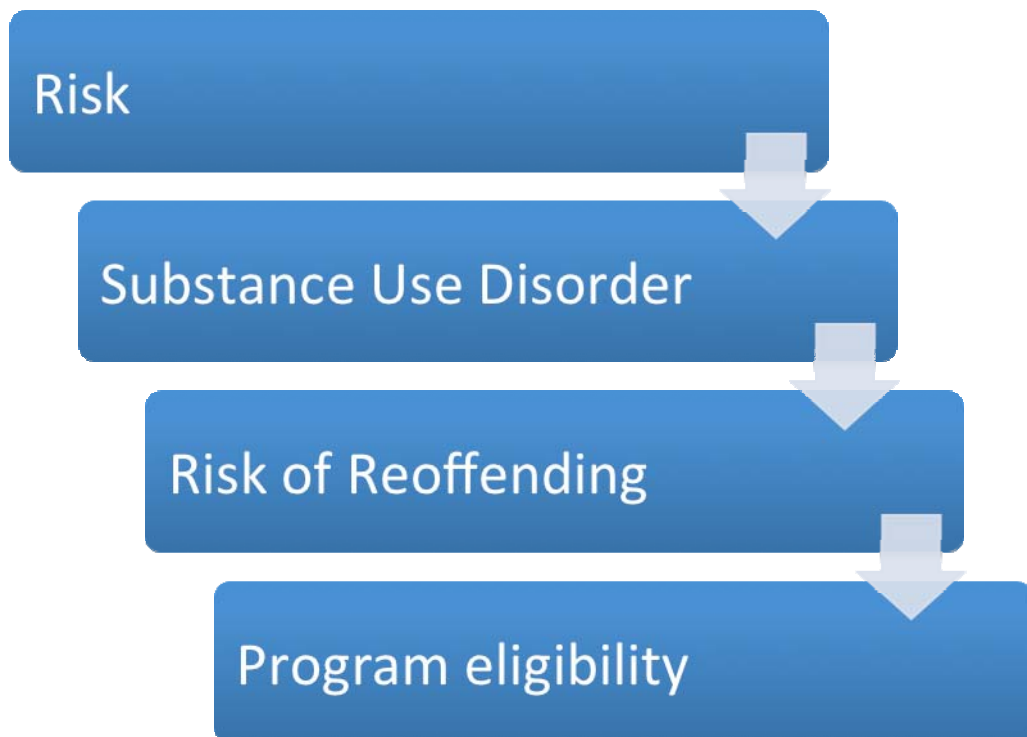 Risk
Substance Use Disorder
Risk of Reoffending
Program eligibility